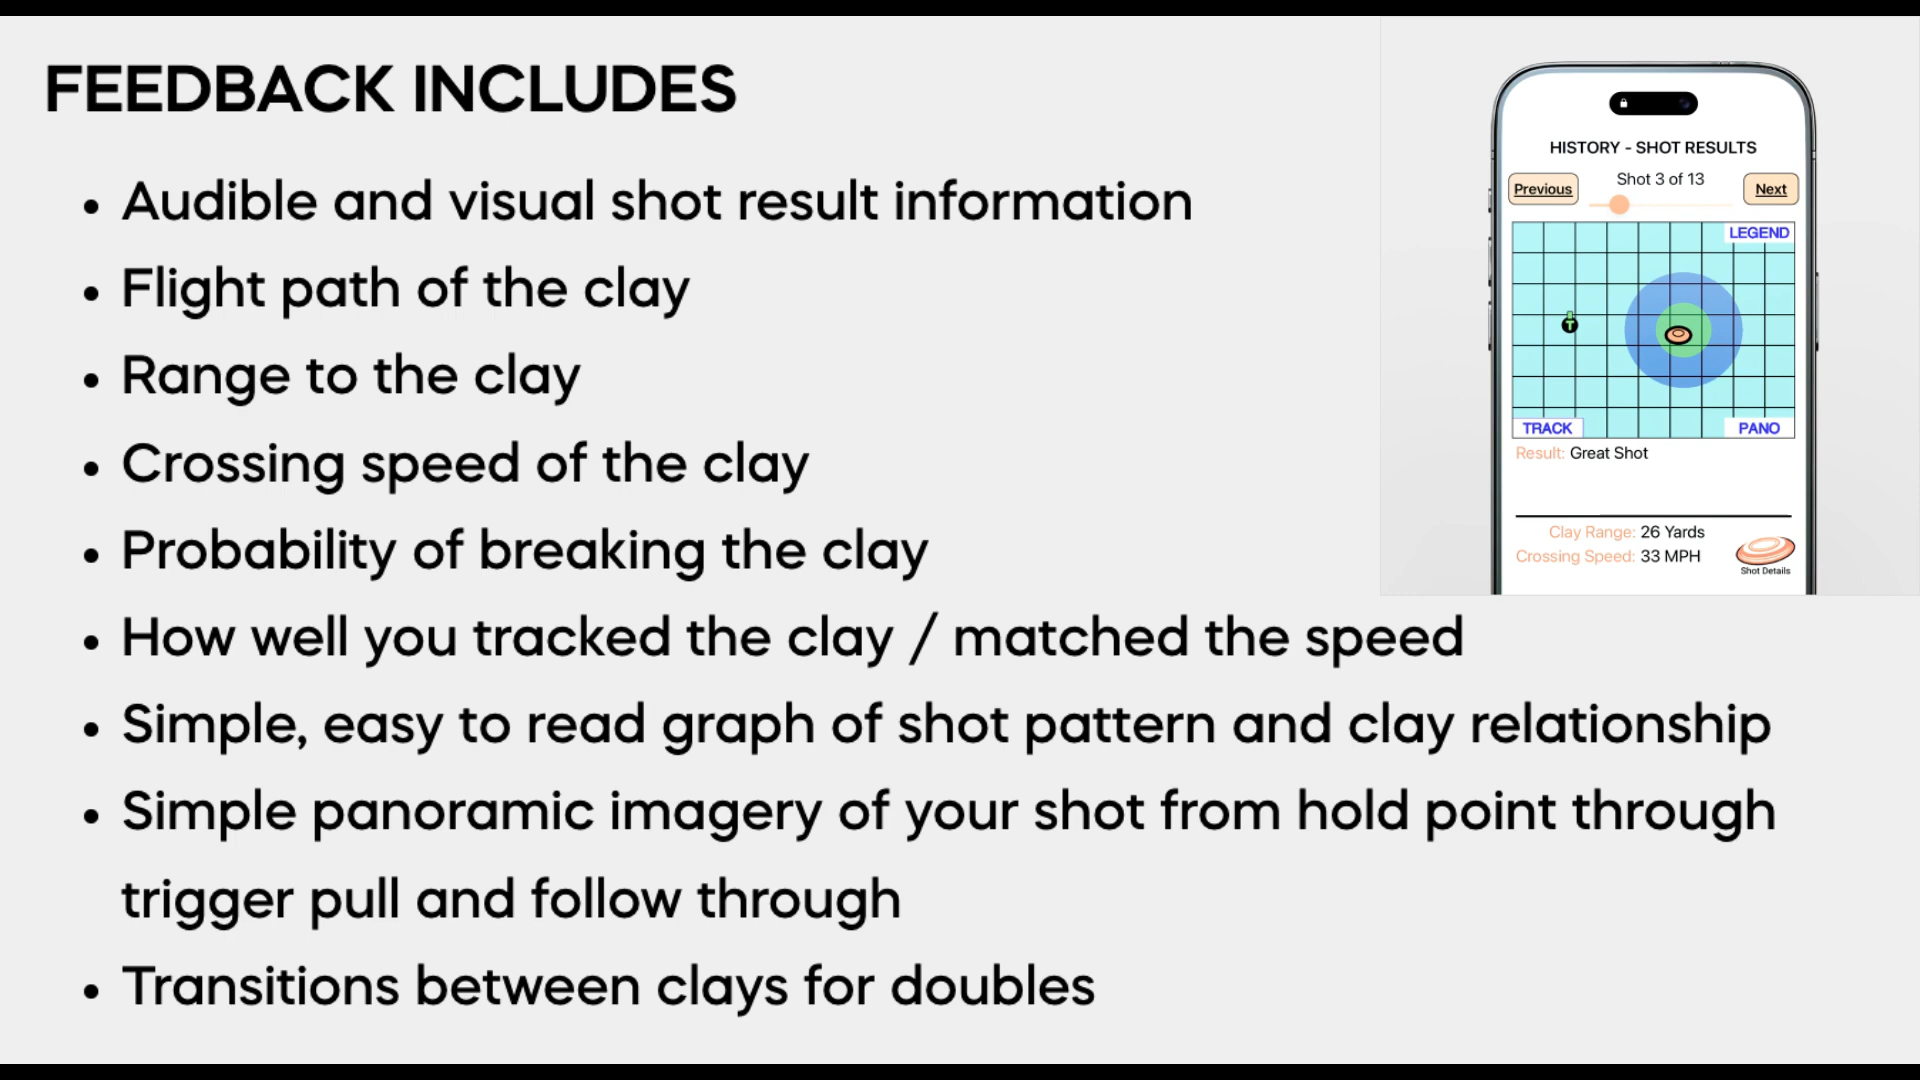 FEEDBACK INCLUDES
• Audible and visual shot result information
• Flight path of the clay
• Range to the clay
• Crossing speed of the clay
• Probability of breaking the clay
• How well you tracked the clay / matched the speed
• Simple, easy to read graph of shot pattern and clay relationship
• Simple panoramic imagery of your shot from hold point through
trigger pull and follow through
• Transitions between clays for doubles
HISTORY - SHOT RESULTS
Previous
Shot 3 of 13
Next
LEGEND
T
TRACK
PANO
Result: Great Shot
Clay Range: 26 Yards
Crossing Speed: 33 MPH
Shot Details